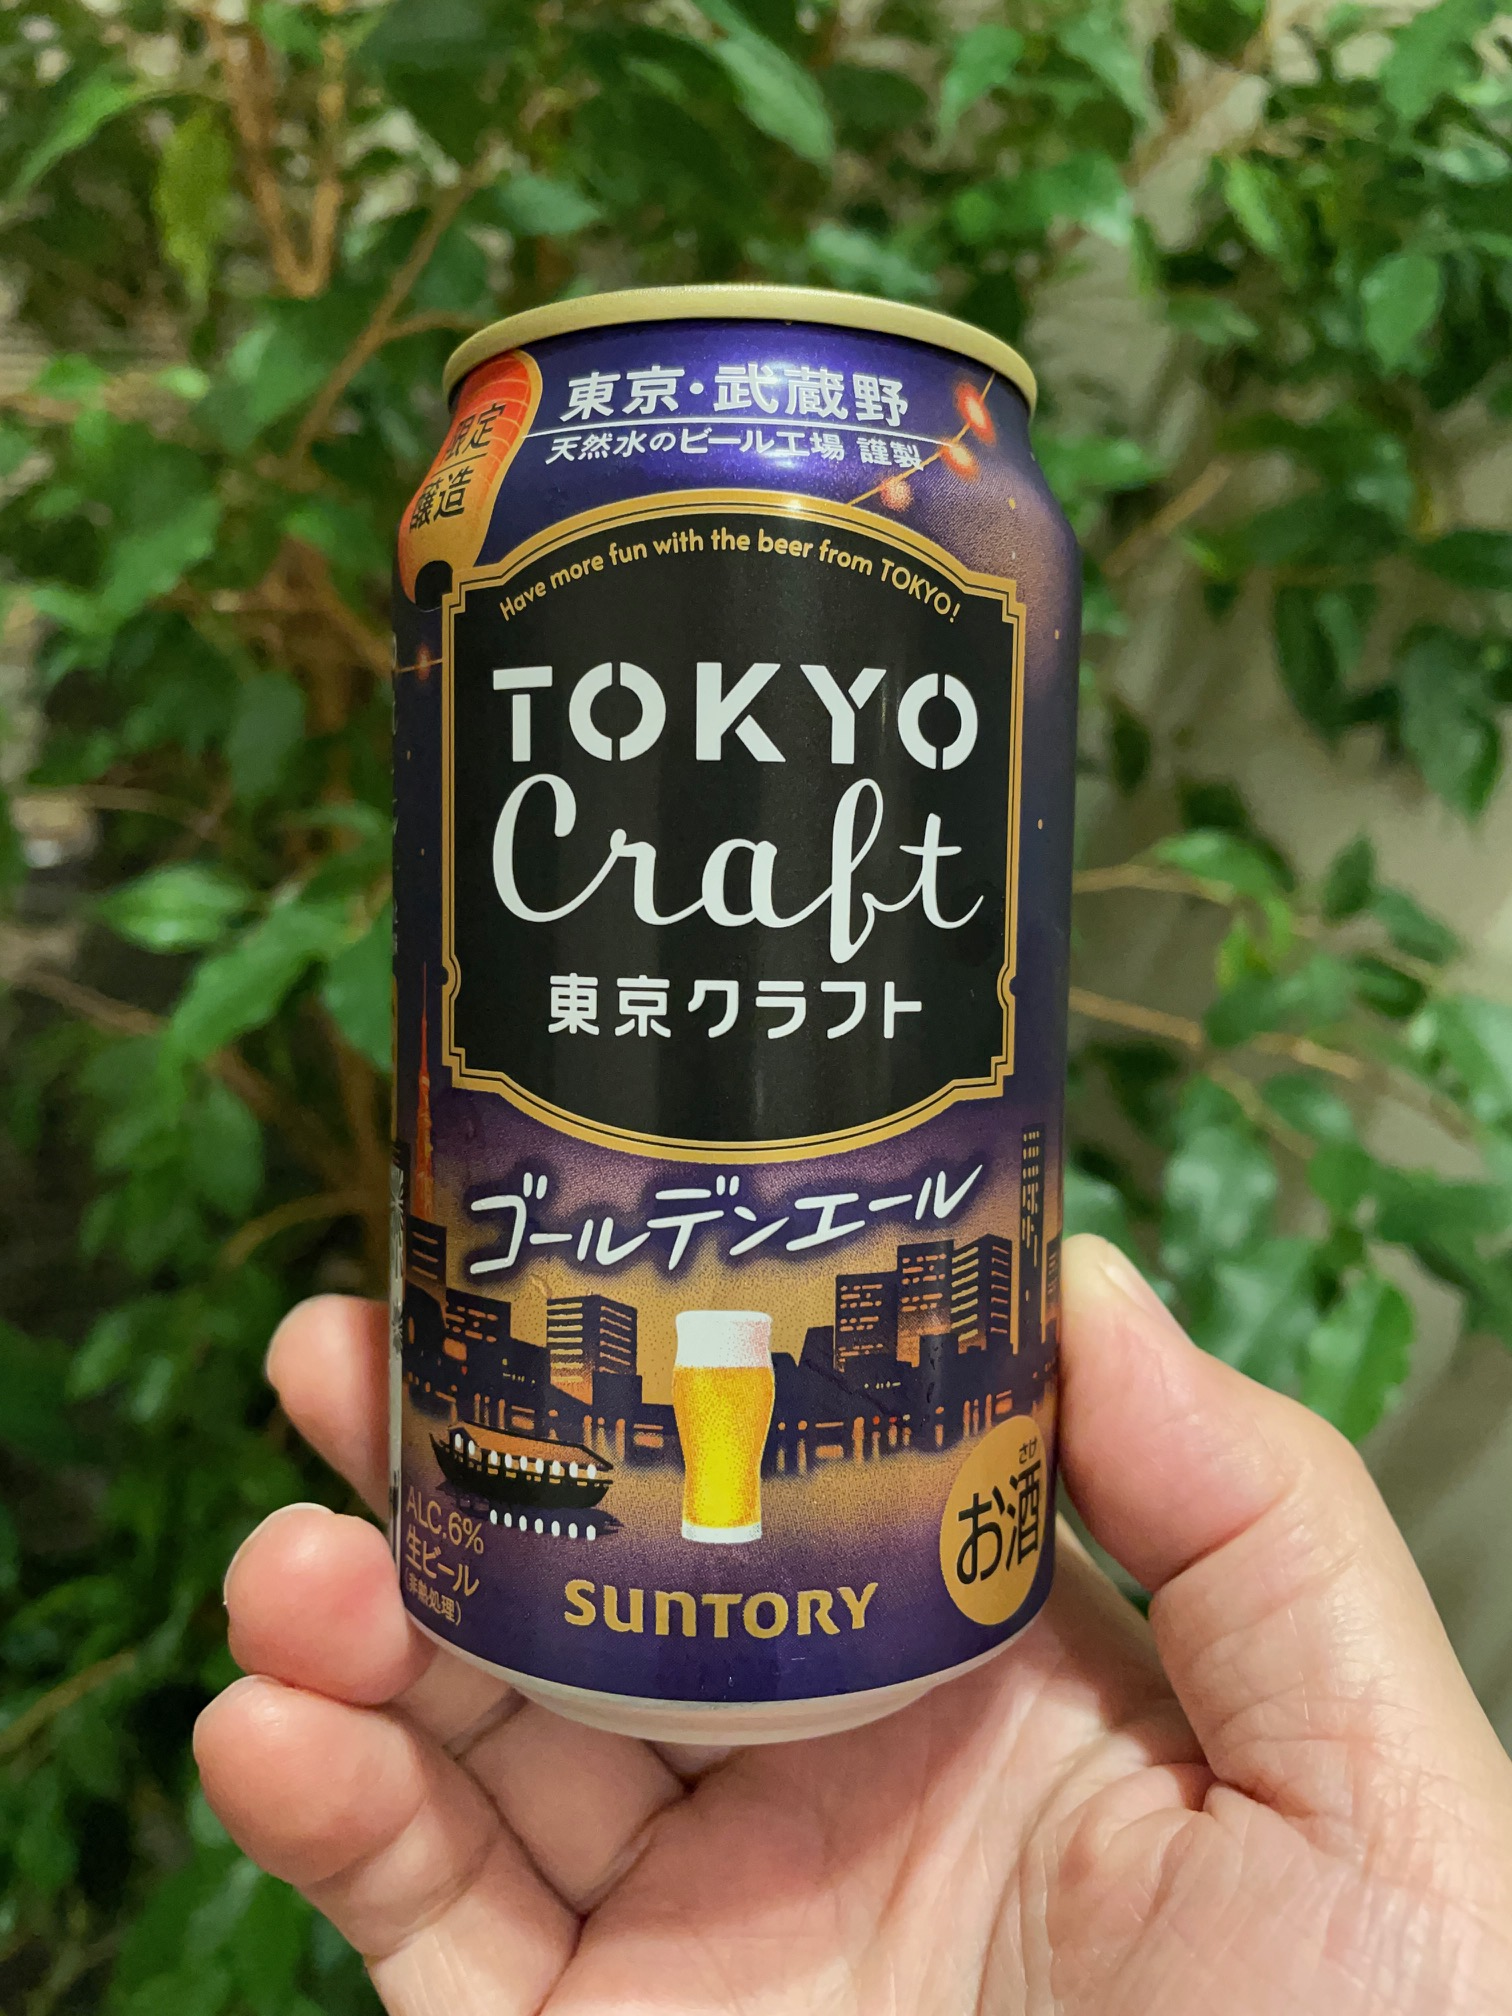 限定
醸造
東京・武蔵野
天然水のビール工場 謹製
Have more fun with the beer from TOKYO!
TOKYO
Craft
東京クラフト
ゴールデンエール
ALC.6%
生ビール
(非熱処理)
さけ
お酒
SUNTORY